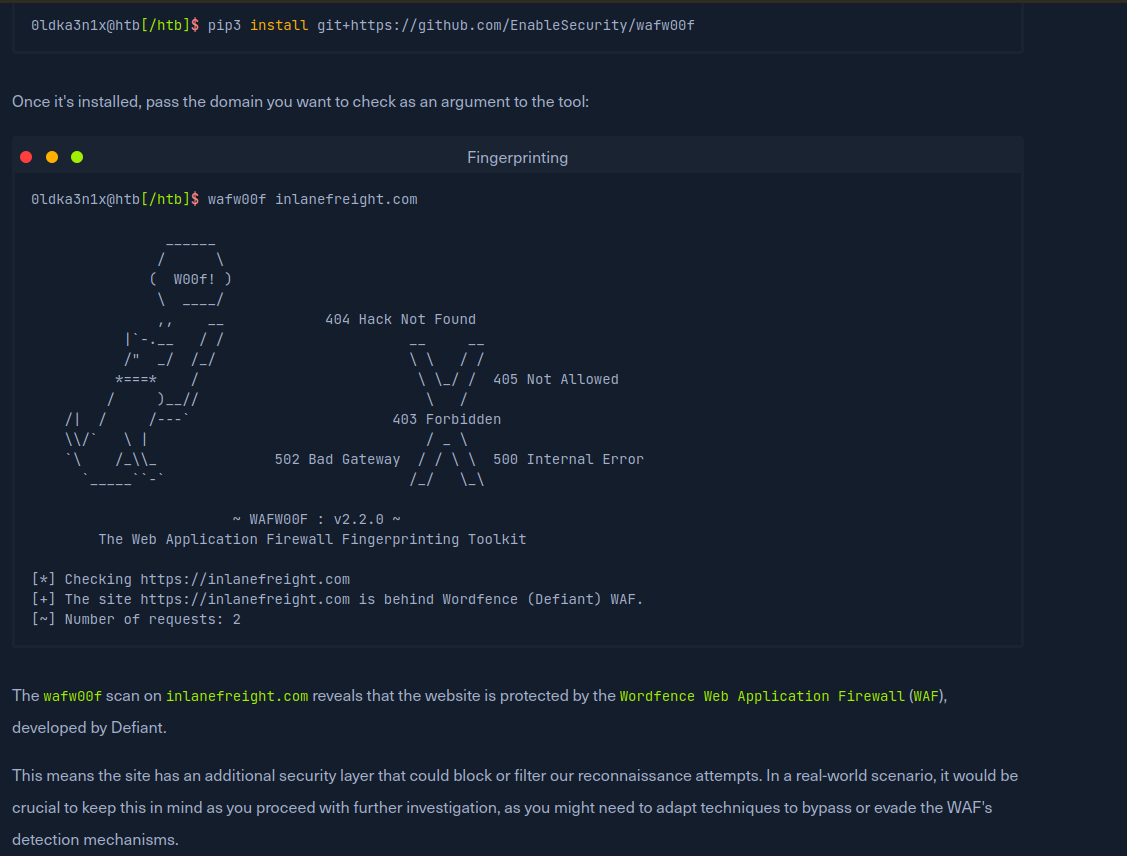 0ldka3n1x@htb[/htb]$ pip3 install git+https://github.com/EnableSecurity/wafw00f
Once it's installed, pass the domain you want to check as an argument to the tool:
Fingerprinting
0ldka3n1x@htb[/htb]$ wafw00f inlanefreight.com
                ______
               /      \
              (  W00f! )
               \  ____/
               ,,    __            404 Hack Not Found
           |`-.__   / /                      __     __
           /"  _/  /_/                       \ \   / /
          *===*    /                          \ \_/ /  405 Not Allowed
         /     )__//                           \   /
    /|  /     /---`                        403 Forbidden
    \\/`   \ |                                 / _ \
    `\    /_\\_              502 Bad Gateway  / / \ \  500 Internal Error
      `_____``-`                             /_/   \_\
                        ~ WAFW00F : v2.2.0 ~
        The Web Application Firewall Fingerprinting Toolkit
[*] Checking https://inlanefreight.com
[+] The site https://inlanefreight.com is behind Wordfence (Defiant) WAF.
[~] Number of requests: 2
The wafw00f scan on inlanefreight.com reveals that the website is protected by the Wordfence Web Application Firewall (WAF),
developed by Defiant.
This means the site has an additional security layer that could block or filter our reconnaissance attempts. In a real-world scenario, it would be
crucial to keep this in mind as you proceed with further investigation, as you might need to adapt techniques to bypass or evade the WAF's
detection mechanisms.